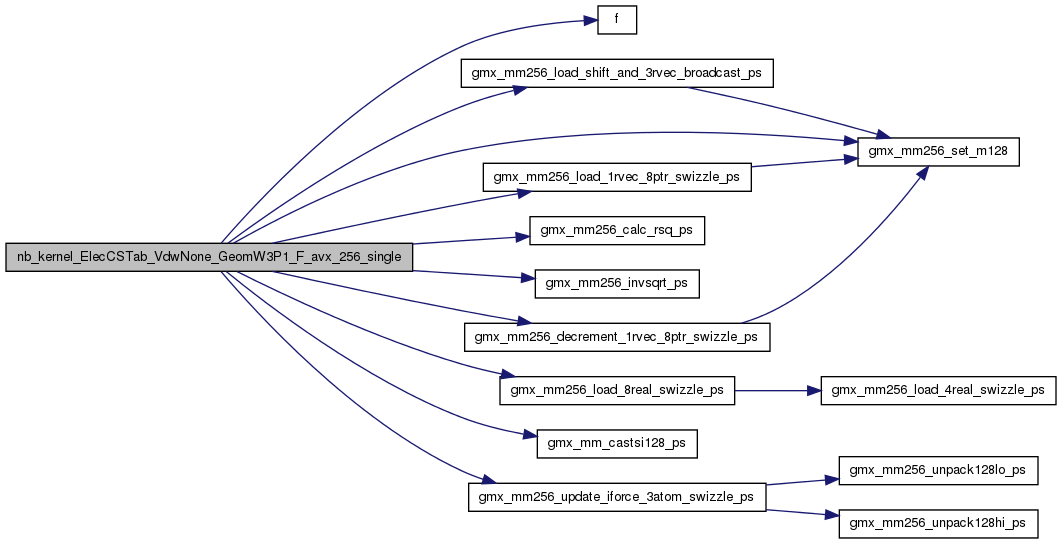 f
gmx_mm256_load_shift_and_3rvec_broadcast_ps
gmx_mm256_set_m128
gmx_mm256_load_1rvec_8ptr_swizzle_ps
gmx_mm256_calc_rsq_ps
nb_kernel_ElecCSTab_VdwNone_GeomW3P1_F_avx_256_single
gmx_mm256_invsqrt_ps
gmx_mm256_decrement_1rvec_8ptr_swizzle_ps
gmx_mm256_load_8real_swizzle_ps
gmx_mm256_load_4real_swizzle_ps
gmx_mm_castsi128_ps
gmx_mm256_unpack128lo_ps
gmx_mm256_update_iforce_3atom_swizzle_ps
gmx_mm256_unpack128hi_ps